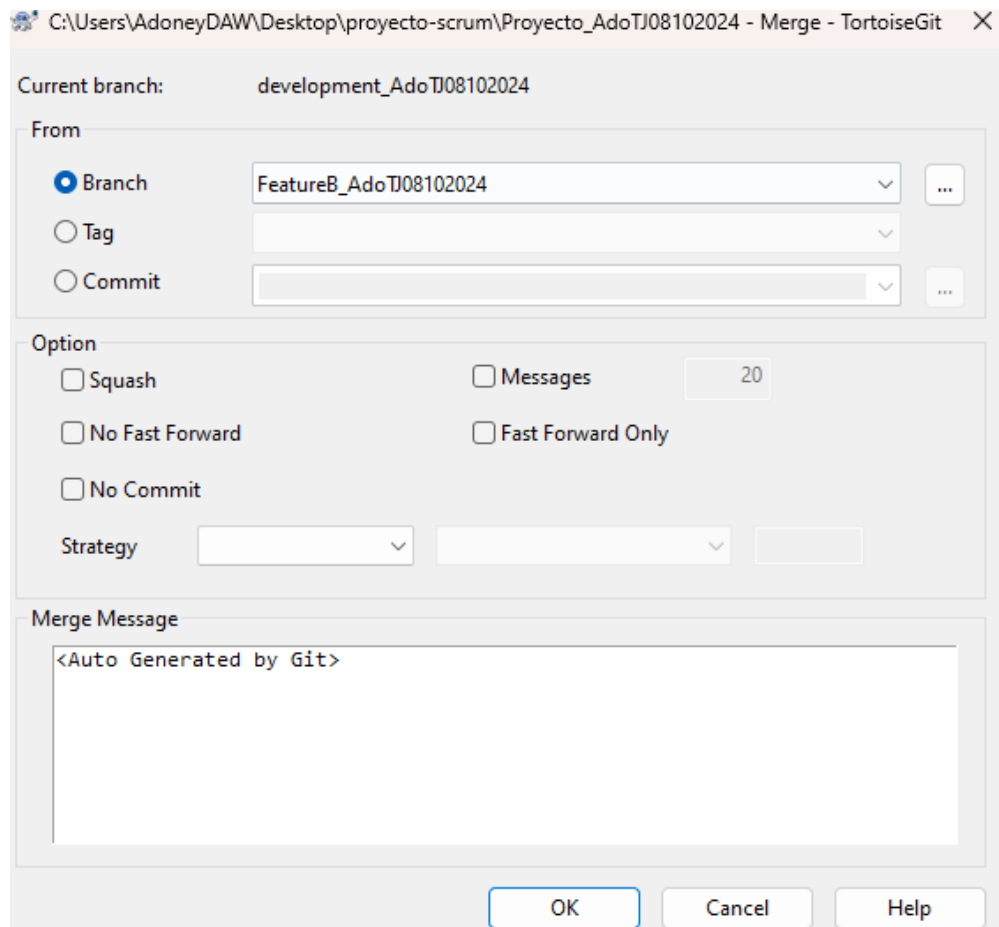 C:\Users\AdoneyDAW\Desktop\proyecto-scrum\Proyecto_AdoTJ08102024 - Merge - TortoiseGit
Current branch: development_AdoTJ08102024
From
Branch FeatureB_AdoTJ08102024 ...
Tag
Commit ...
Option
Squash Messages 20
No Fast Forward Fast Forward Only
No Commit
Strategy
Merge Message
<Auto Generated by Git>
OK Cancel Help